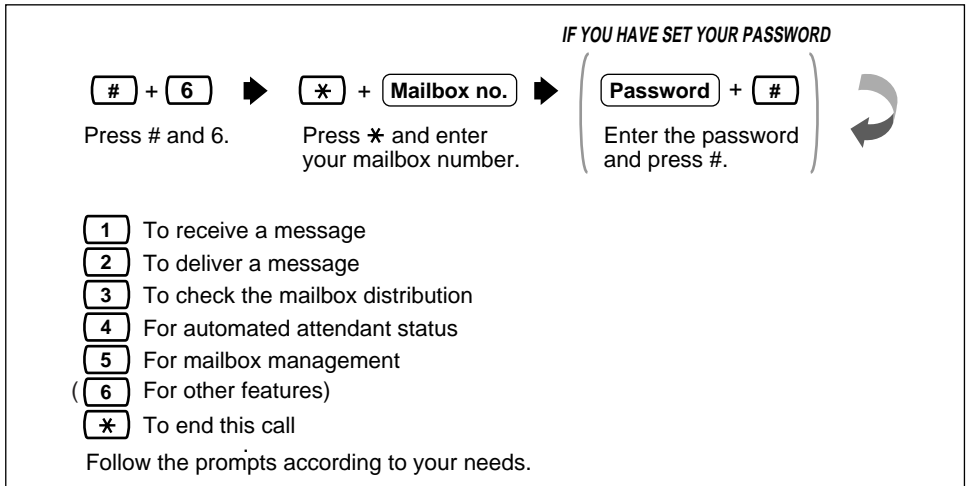 IF YOU HAVE SET YOUR PASSWORD
# + 6 ✱ + Mailbox no. ( Password + # )
Press # and 6. Press ✱ and enter your mailbox number. Enter the password and press #.
1 To receive a message
2 To deliver a message
3 To check the mailbox distribution
4 For automated attendant status
5 For mailbox management
( 6 For other features)
✱ To end this call
Follow the prompts according to your needs.